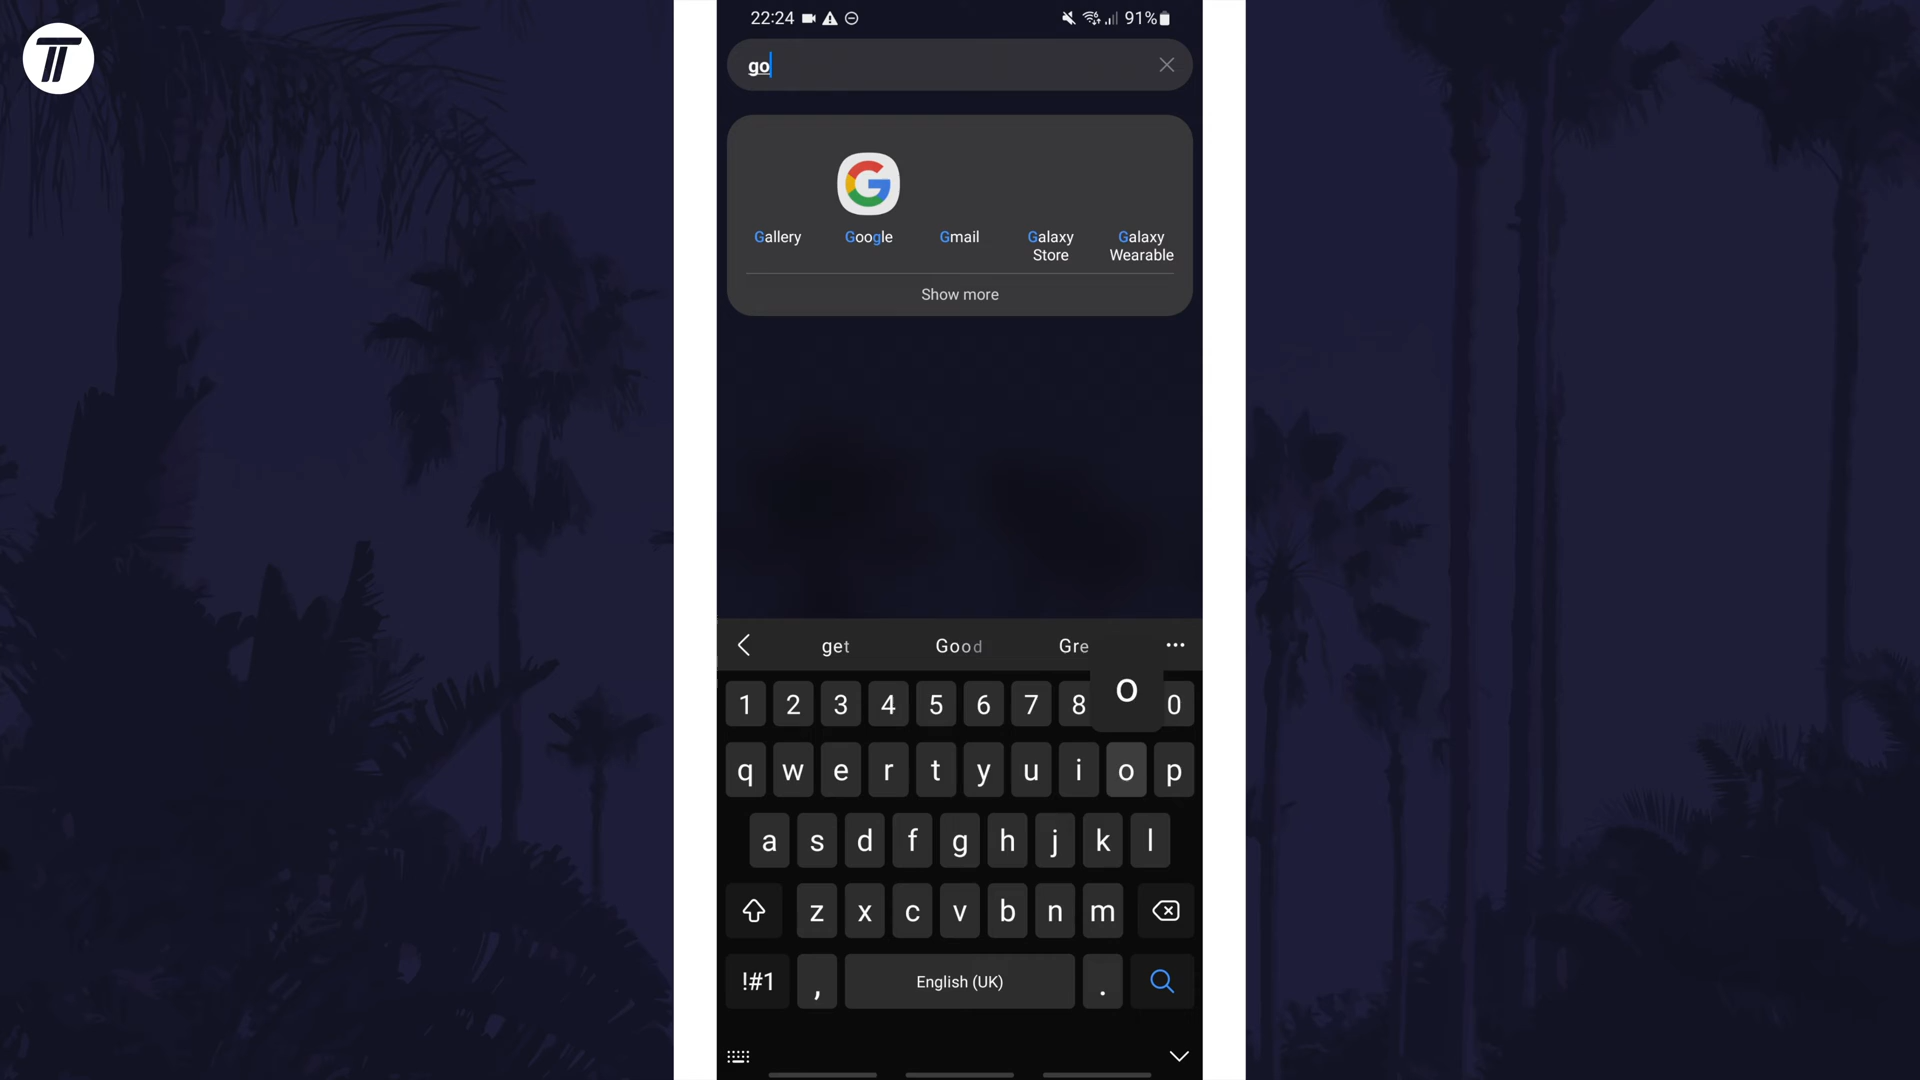 22:24 91%
go
Gallery Google Gmail Galaxy Store Galaxy Wearable
Show more
get Good Gre
o
1 2 3 4 5 6 7 8 0
q w e r t y u i o p
a s d f g h j k l
z x c v b n m
!#1 , English (UK) .